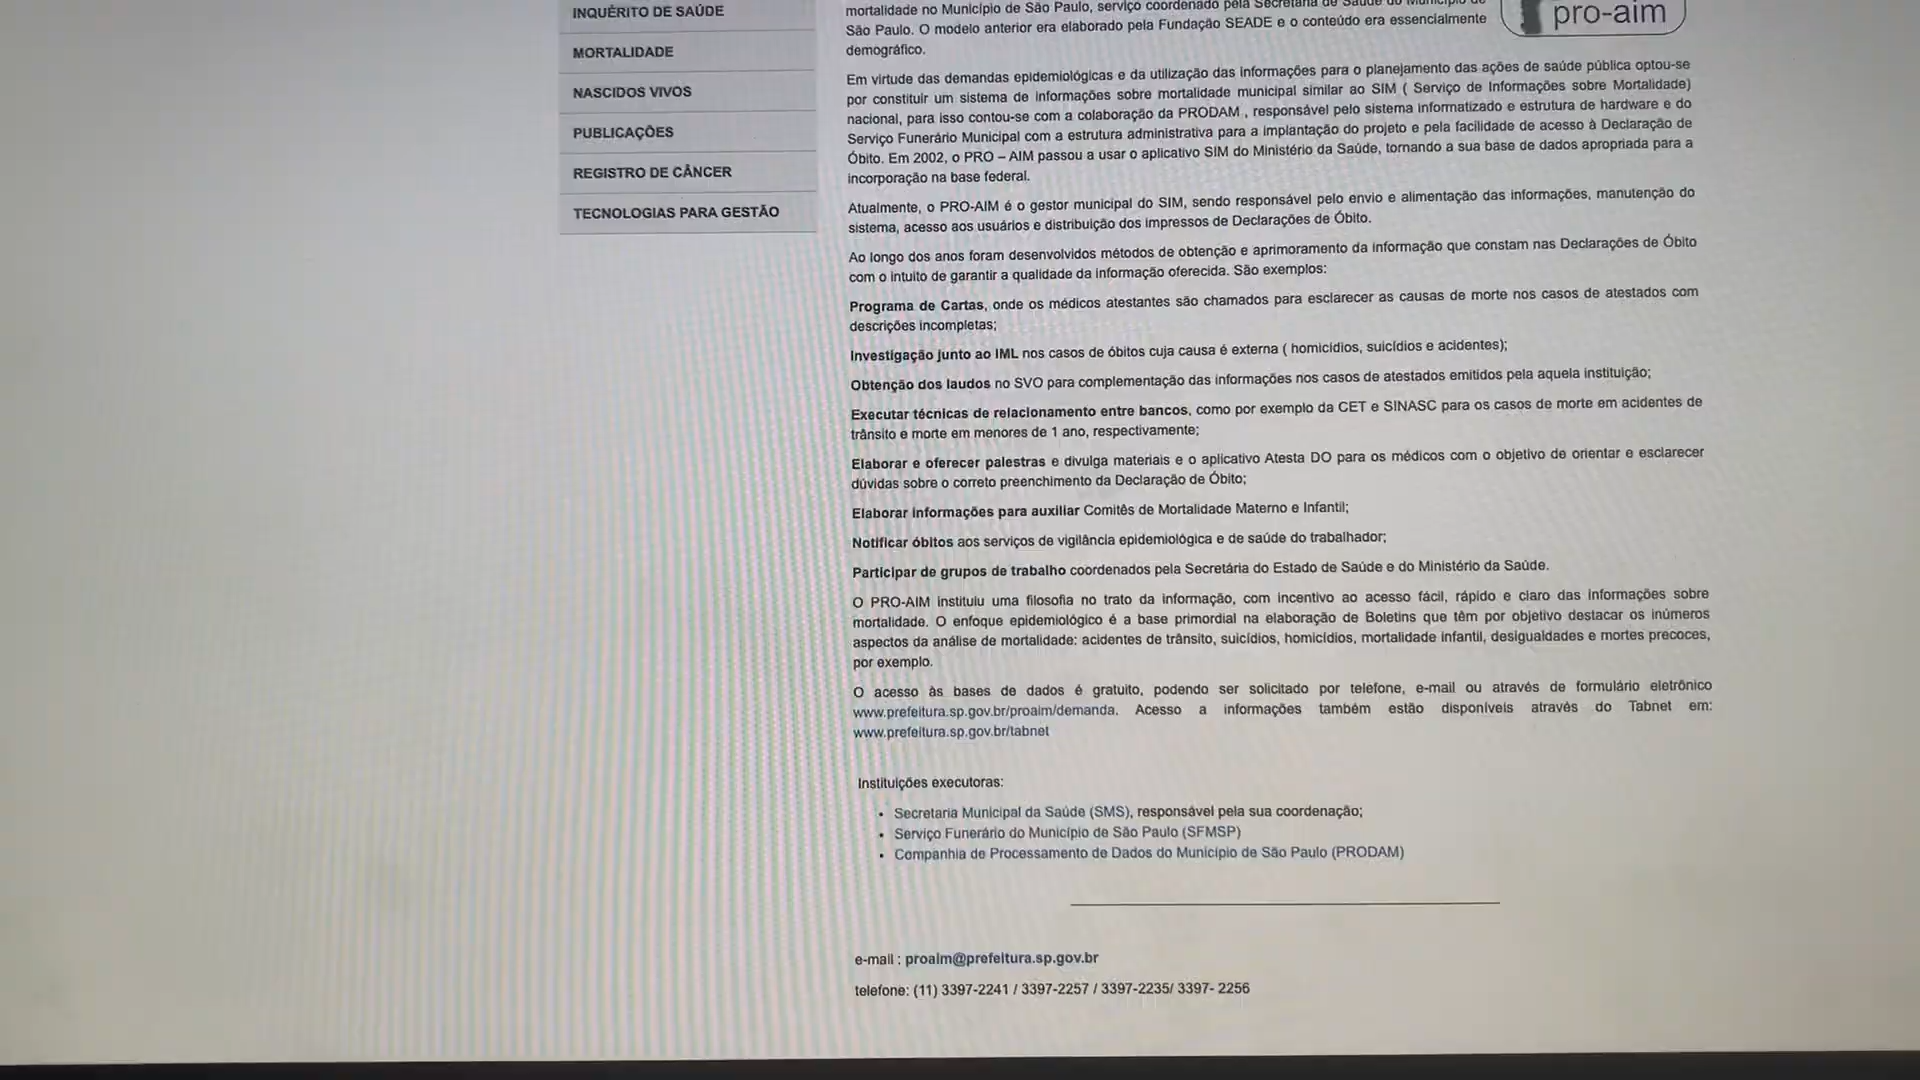 INQUÉRITO DE SAÚDE
MORTALIDADE
NASCIDOS VIVOS
PUBLICAÇÕES
REGISTRO DE CÂNCER
TECNOLOGIAS PARA GESTÃO
mortalidade no Município de São Paulo, serviço coordenado pela Secretaria de Saúde do Município de
São Paulo. O modelo anterior era elaborado pela Fundação SEADE e o conteúdo era essencialmente
demográfico.
pro-aim
Em virtude das demandas epidemiológicas e da utilização das informações para o planejamento das ações de saúde pública optou-se
por constituir um sistema de informações sobre mortalidade municipal similar ao SIM ( Serviço de Informações sobre Mortalidade)
nacional, para isso contou-se com a colaboração da PRODAM , responsável pelo sistema informatizado e estrutura de hardware e do
Serviço Funerário Municipal com a estrutura administrativa para a implantação do projeto e pela facilidade de acesso à Declaração de
Óbito. Em 2002, o PRO – AIM passou a usar o aplicativo SIM do Ministério da Saúde, tornando a sua base de dados apropriada para a
incorporação na base federal.
Atualmente, o PRO-AIM é o gestor municipal do SIM, sendo responsável pelo envio e alimentação das informações, manutenção do
sistema, acesso aos usuários e distribuição dos impressos de Declarações de Óbito.
Ao longo dos anos foram desenvolvidos métodos de obtenção e aprimoramento da informação que constam nas Declarações de Óbito
com o intuito de garantir a qualidade da informação oferecida. São exemplos:
Programa de Cartas, onde os médicos atestantes são chamados para esclarecer as causas de morte nos casos de atestados com
descrições incompletas;
Investigação junto ao IML nos casos de óbitos cuja causa é externa ( homicídios, suicídios e acidentes);
Obtenção dos laudos no SVO para complementação das informações nos casos de atestados emitidos pela aquela instituição;
Executar técnicas de relacionamento entre bancos, como por exemplo da CET e SINASC para os casos de morte em acidentes de
trânsito e morte em menores de 1 ano, respectivamente;
Elaborar e oferecer palestras e divulga materiais e o aplicativo Atesta DO para os médicos com o objetivo de orientar e esclarecer
dúvidas sobre o correto preenchimento da Declaração de Óbito;
Elaborar informações para auxiliar Comitês de Mortalidade Materno e Infantil;
Notificar óbitos aos serviços de vigilância epidemiológica e de saúde do trabalhador;
Participar de grupos de trabalho coordenados pela Secretária do Estado de Saúde e do Ministério da Saúde.
O PRO-AIM instituiu uma filosofia no trato da informação, com incentivo ao acesso fácil, rápido e claro das informações sobre
mortalidade. O enfoque epidemiológico é a base primordial na elaboração de Boletins que têm por objetivo destacar os inúmeros
aspectos da análise de mortalidade: acidentes de trânsito, suicídios, homicídios, mortalidade infantil, desigualdades e mortes precoces,
por exemplo.
O acesso às bases de dados é gratuito, podendo ser solicitado por telefone, e-mail ou através de formulário eletrônico
www.prefeitura.sp.gov.br/proaim/demanda. Acesso a informações também estão disponíveis através do Tabnet em:
www.prefeitura.sp.gov.br/tabnet
Instituições executoras:
• Secretaria Municipal da Saúde (SMS), responsável pela sua coordenação;
• Serviço Funerário do Município de São Paulo (SFMSP)
• Companhia de Processamento de Dados do Município de São Paulo (PRODAM)
e-mail : proaim@prefeitura.sp.gov.br
telefone: (11) 3397-2241 / 3397-2257 / 3397-2235/ 3397- 2256